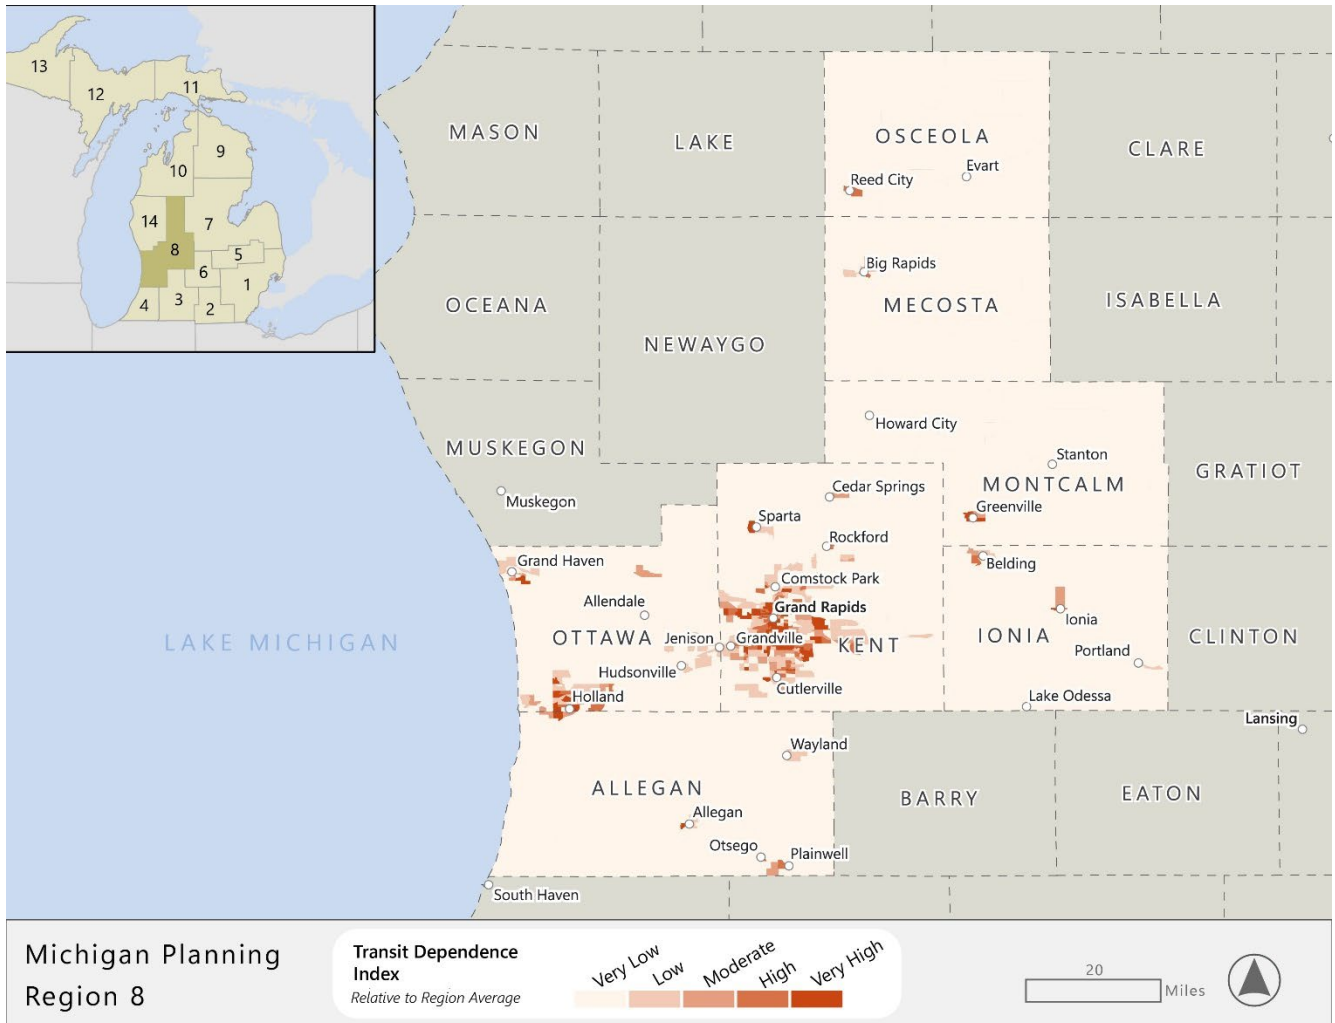 13
12
11
9
10
14
7
8
5
6
1
4
3
2
MASON
LAKE
OSCEOLA
CLARE
Evart
Reed City
Big Rapids
OCEANA
MECOSTA
ISABELLA
NEWAYGO
Howard City
MUSKEGON
Stanton
GRATIOT
Muskegon
Cedar Springs
MONTCALM
Greenville
Sparta
Rockford
Grand Haven
Belding
Comstock Park
Allendale
Grand Rapids
Ionia
LAKE MICHIGAN
OTTAWA
Jenison
Grandville
KENT
IONIA
CLINTON
Portland
Hudsonville
Cutlerville
Holland
Lake Odessa
Lansing
Wayland
ALLEGAN
BARRY
EATON
Allegan
Otsego
Plainwell
South Haven
Michigan Planning
Region 8
Transit Dependence
Index
Relative to Region Average
Very Low
Low
Moderate
High
Very High
20
Miles